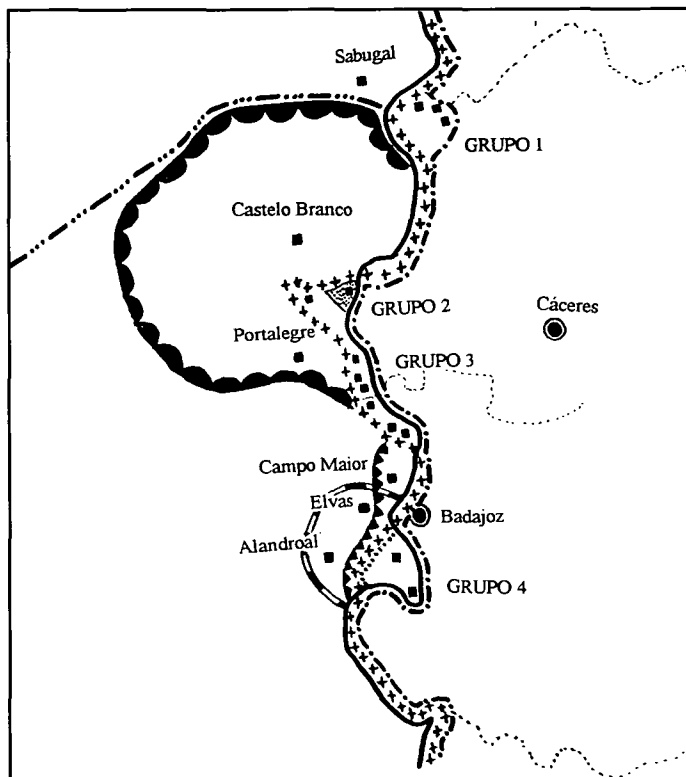 Sabugal
GRUPO 1
Castelo Branco
GRUPO 2
Cáceres
Portalegre
GRUPO 3
Campo Maior
Elvas
Badajoz
Alandroal
GRUPO 4